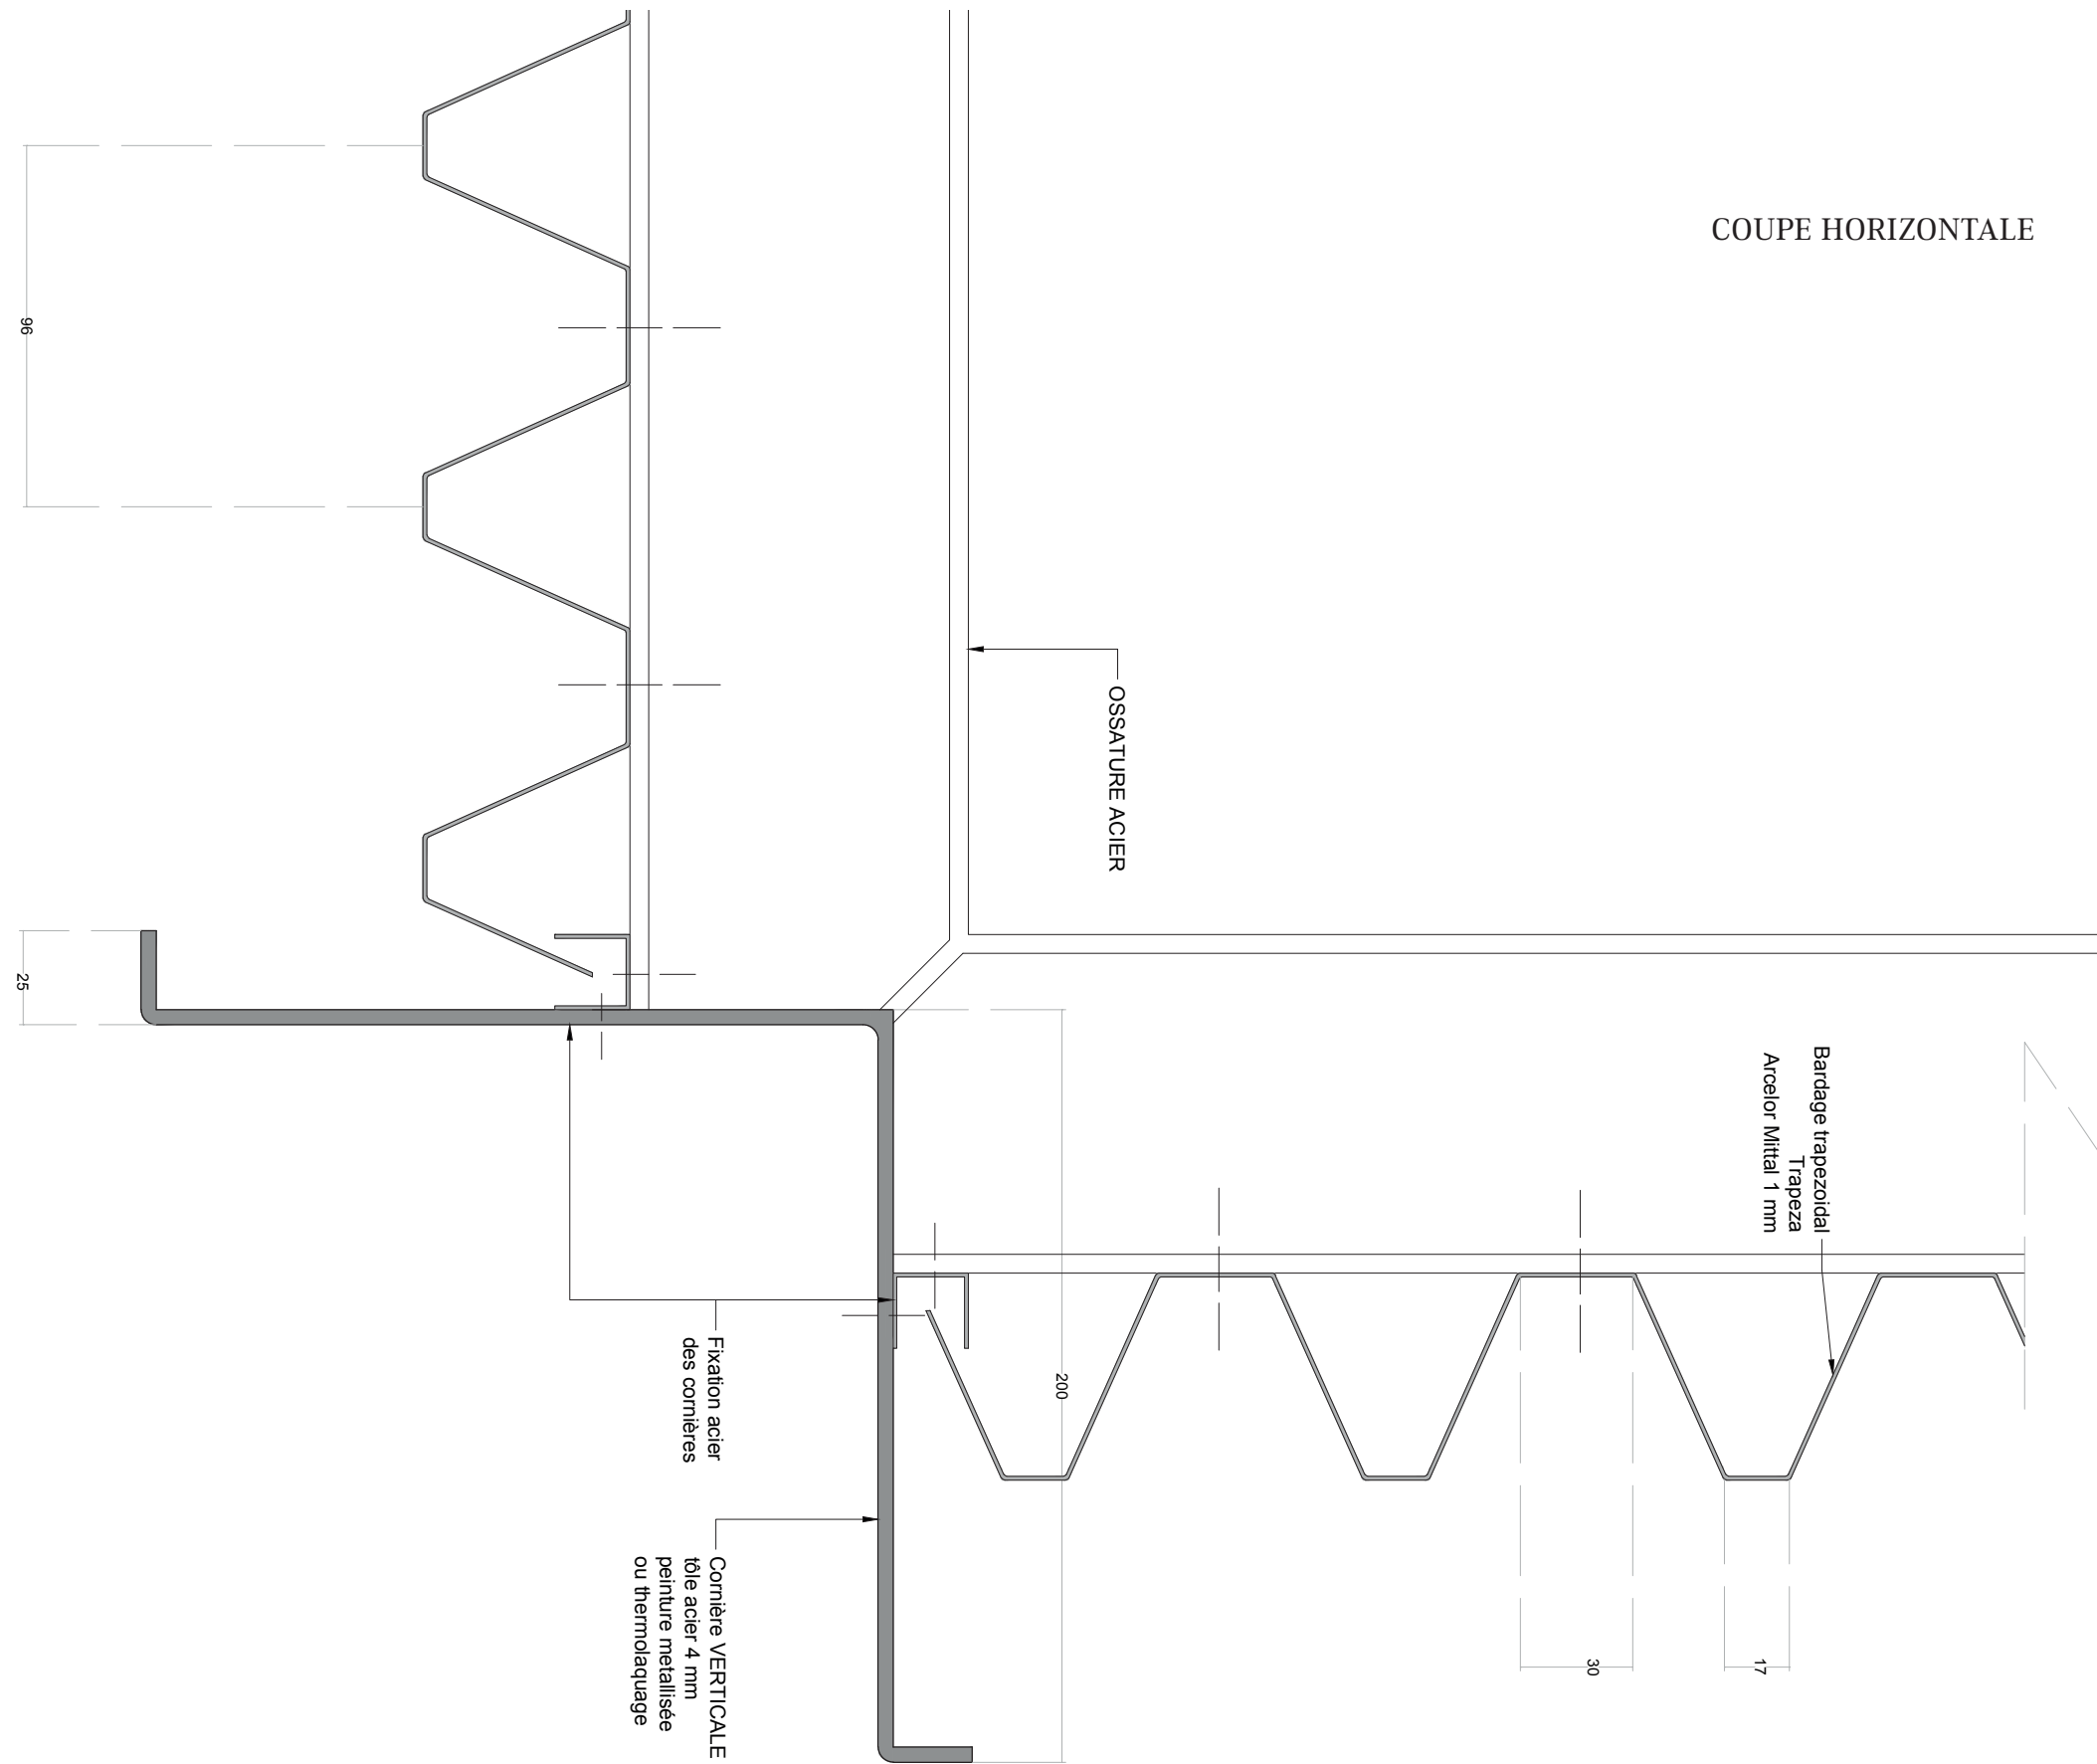 COUPE HORIZONTALE
96
OSSATURE ACIER
25
Bardage trapezoidal
Trapeza
Arcelor Mittal 1 mm
200
Fixation acier
des cornières
Cornière VERTICALE
tôle acier 4 mm
peinture metallisée
ou thermolaquage
30
17